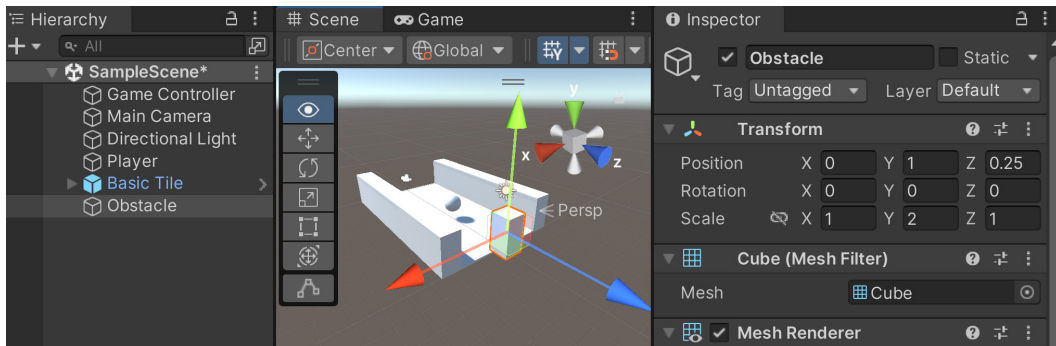 Hierarchy
All
SampleScene*
Game Controller
Main Camera
Directional Light
Player
Basic Tile
Obstacle
Scene Game
Center Global
y
x
z
Persp
Inspector
Obstacle Static
Tag Untagged Layer Default
Transform
Position X 0 Y 1 Z 0.25
Rotation X 0 Y 0 Z 0
Scale X 1 Y 2 Z 1
Cube (Mesh Filter)
Mesh Cube
Mesh Renderer